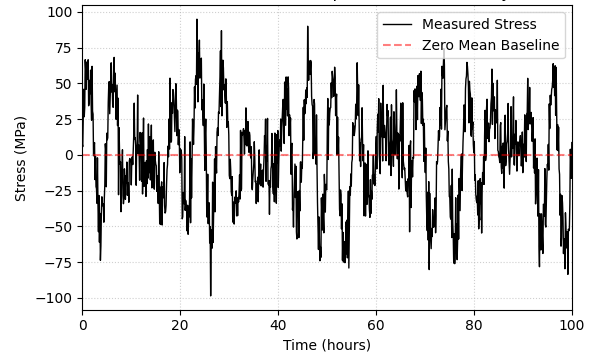 Measured Stress
Zero Mean Baseline
100
75
50
25
0
−25
−50
−75
−100
Stress (MPa)
0 20 40 60 80 100
Time (hours)